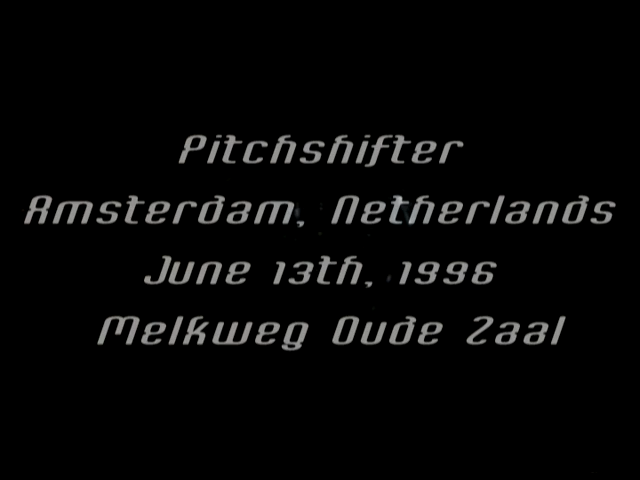 Pitchshifter
Amsterdam, Netherlands
June 13th, 1996
Melkweg Oude Zaal